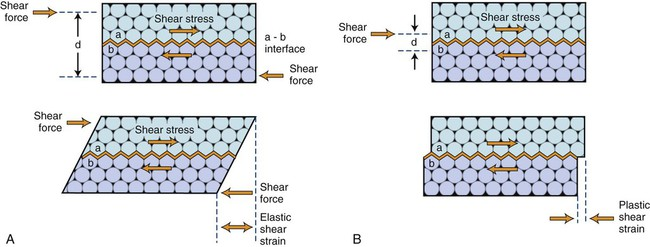 Shear
force
d
Shear stress
a
b
a - b
interface
Shear
force
Shear
force
Shear stress
a
b
Shear
force
Elastic
shear
strain
A
Shear
force
d
Shear stress
a
b
a
b
Plastic
shear
strain
B